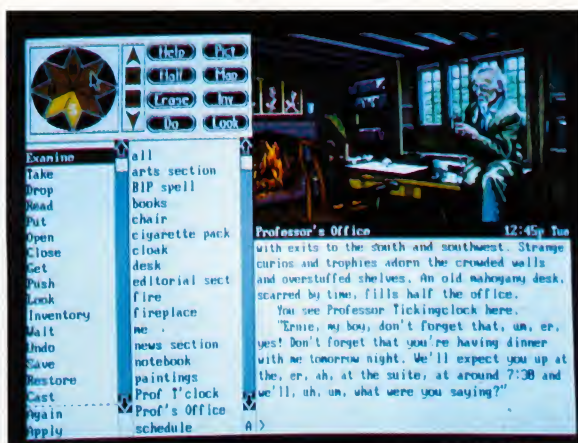 Help Pict
Half Map
Erase Inv
Do Look
Examine
Take
Drop
Read
Put
Open
Close
Get
Push
Look
Inventory
Wait
Undo
Save
Restore
Cast
Again
Apply
all
arts section
BIP spell
books
chair
cigarette pack
cloak
desk
editorial sect
fire
fireplace
me
news section
notebook
paintings
Prof T'clock
Prof's Office
schedule
Professor's Office 12:45p Tue
with exits to the south and southwest. Strange
curios and trophies adorn the crowded walls
and overstuffed shelves. An old mahogany desk,
scarred by time, fills half the office.
You see Professor Tickingclock here.
"Ernie, my boy, don't forget that, um, er,
yes! Don't forget that you're having dinner
with me tomorrow night. We'll expect you up at
the, er, ah, at the suite, at around 7:30 and
we'll, uh, um, what were you saying?"
A >